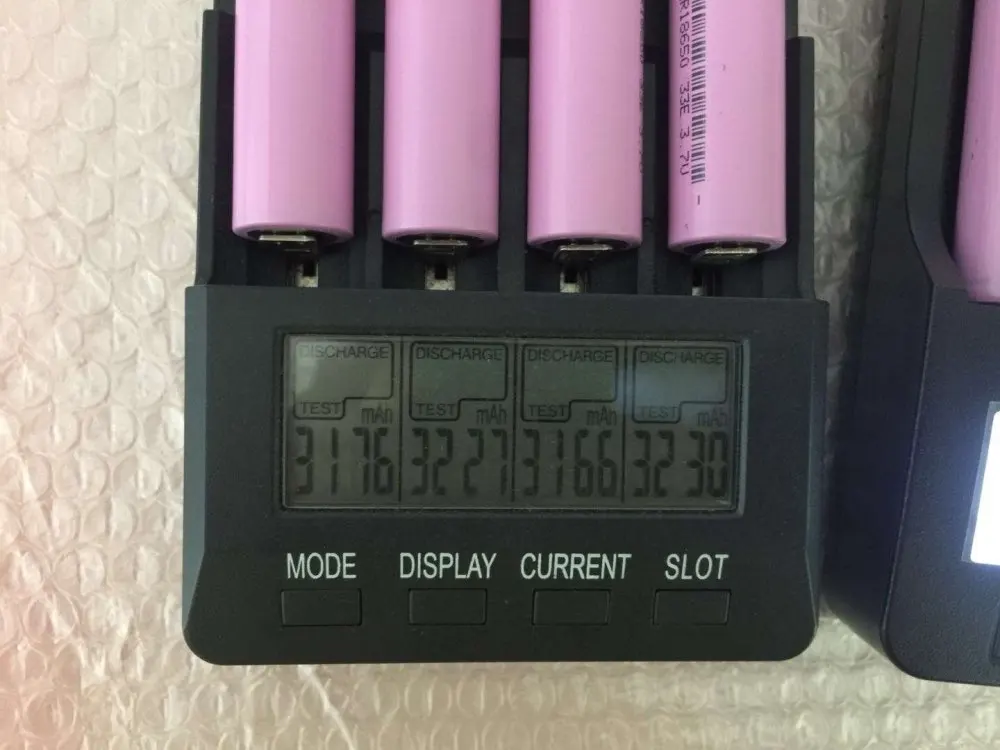 R18650 33E 3.7V
DISCHARGE DISCHARGE DISCHARGE DISCHARGE
TEST mAh TEST mAh TEST mAh TEST mAh
3176 3227 3166 3230
MODE DISPLAY CURRENT SLOT